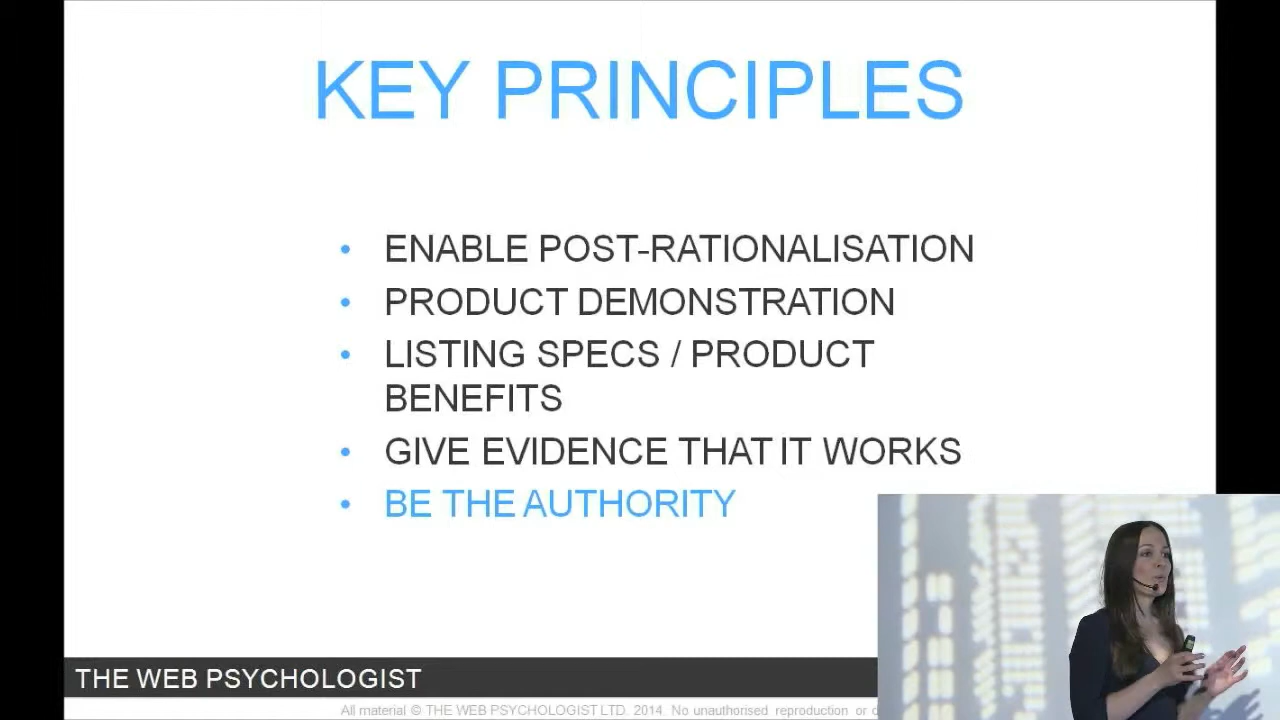 KEY PRINCIPLES
• ENABLE POST-RATIONALISATION
• PRODUCT DEMONSTRATION
• LISTING SPECS / PRODUCT
BENEFITS
• GIVE EVIDENCE THAT IT WORKS
• BE THE AUTHORITY
THE WEB PSYCHOLOGIST
All material © THE WEB PSYCHOLOGIST LTD. 2014. No unauthorised reproduction or